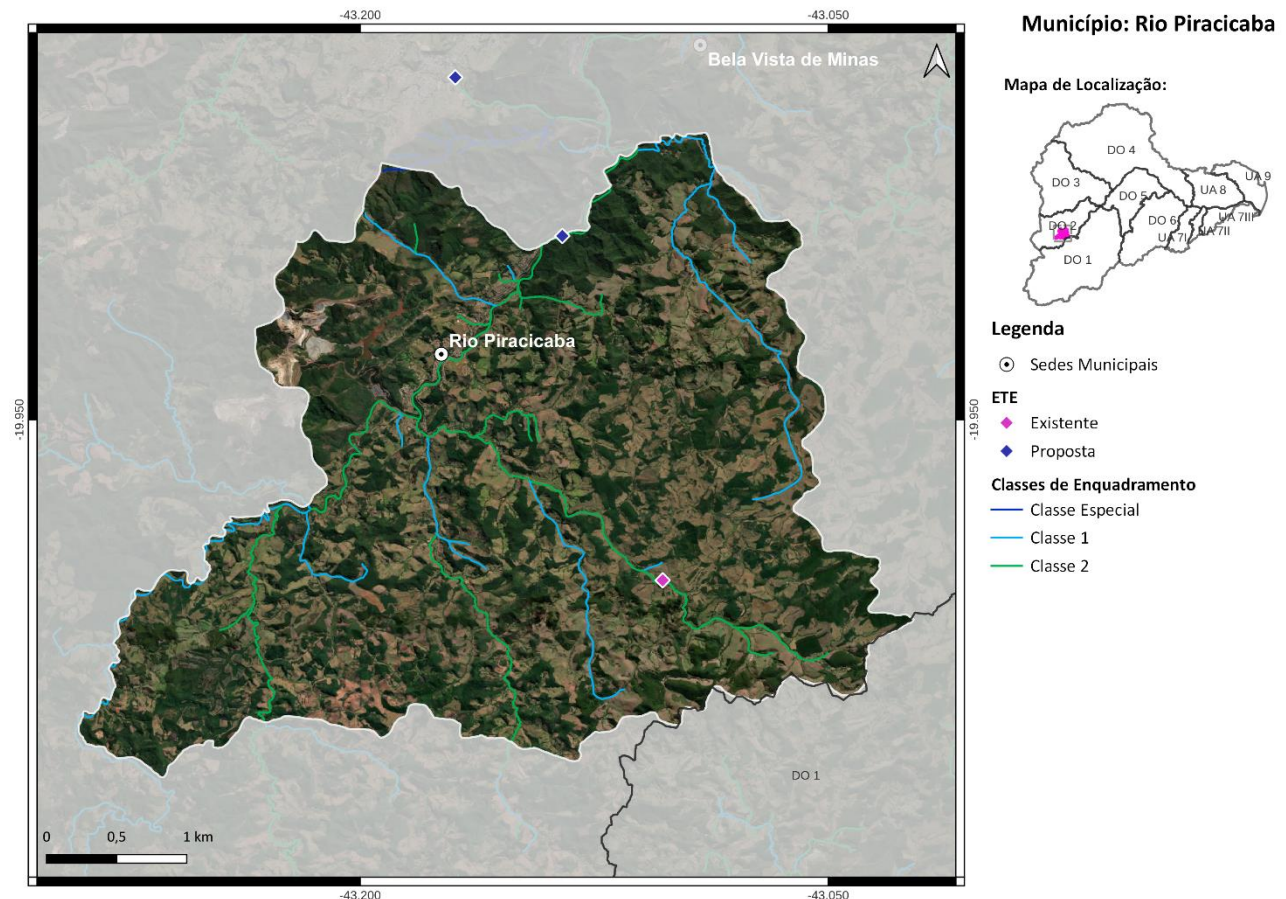 Município: Rio Piracicaba
-43.200
-43.050
Bela Vista de Minas
Rio Piracicaba
-19.950
-19.950
DO 1
0
0,5
1 km
-43.200
-43.050
Mapa de Localização:
DO 4
DO 3
DO 5
UA 8
UA 9
DO 2
DO 6
UA 7III
UA 7II
UA 7I
DO 1
Legenda
Sedes Municipais
ETE
Existente
Proposta
Classes de Enquadramento
Classe Especial
Classe 1
Classe 2